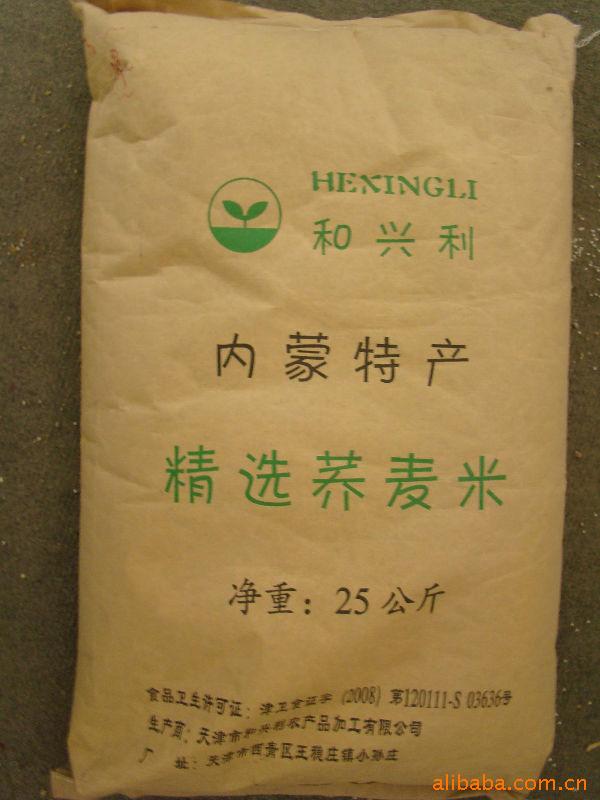 HEXINGLI
和兴利
内蒙特产
精选荞麦米
净重：25公斤
食品卫生许可证：津卫食证字（2008）第120111-S 03636号
生产商：天津市和兴利农产品加工有限公司
厂 址：天津市西青区王稳庄镇小孙庄
alibaba.com.cn